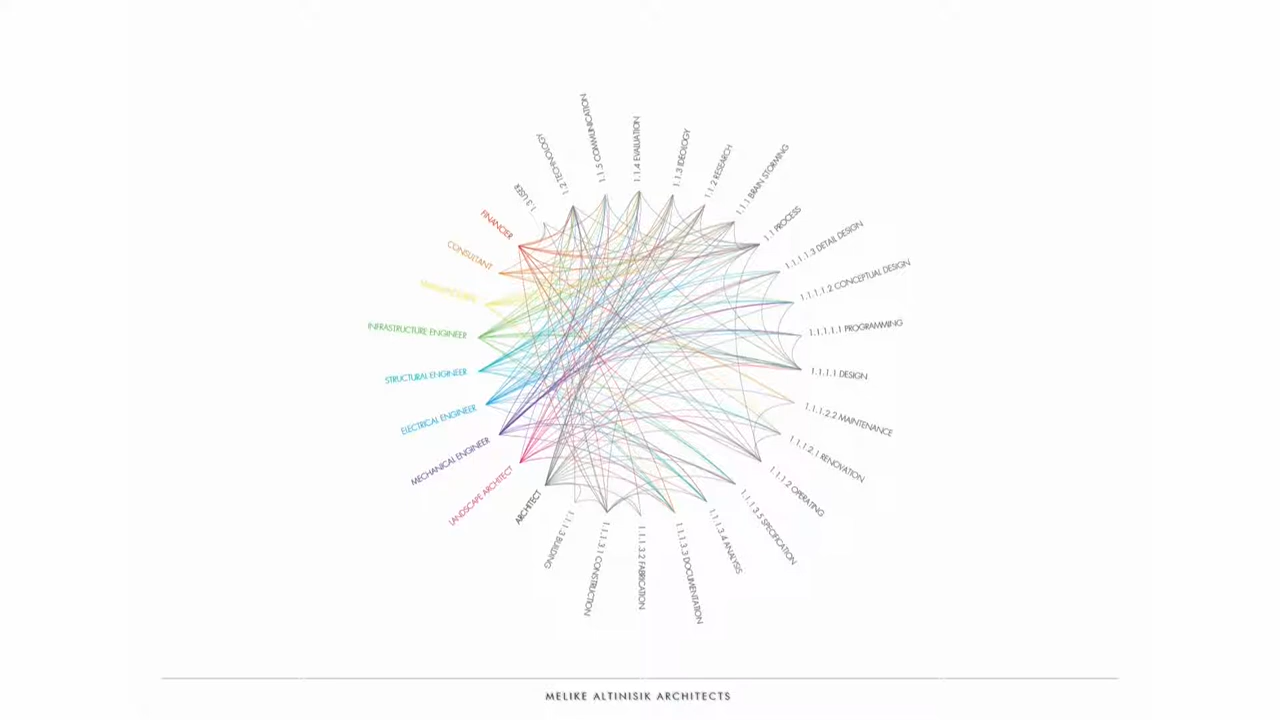 FINANCIER
CONSULTANT
INFRASTRUCTURE ENGINEER
STRUCTURAL ENGINEER
ELECTRICAL ENGINEER
MECHANICAL ENGINEER
LANDSCAPE ARCHITECT
ARCHITECT
1.3 USER
1.2 TECHNOLOGY
1.1.5 COMMUNICATION
1.1.4 EVALUATION
1.1.3 IDEOLOGY
1.1.2 RESEARCH
1.1.1 BRAIN STORMING
1.1 PROCESS
1.1.1.1.3 DETAIL DESIGN
1.1.1.1.2 CONCEPTUAL DESIGN
1.1.1.1.1 PROGRAMMING
1.1.1.1 DESIGN
1.1.1.2.2 MAINTENANCE
1.1.1.2.1 RENOVATION
1.1.1.2 OPERATING
1.1.1.3.5 SPECIFICATION
1.1.1.3.4 ANALYSIS
1.1.1.3.3 DOCUMENTATION
1.1.1.3.2 FABRICATION
1.1.1.3.1 CONSTRUCTION
1.1.1.3 BUILDING
MELIKE ALTINISIK ARCHITECTS